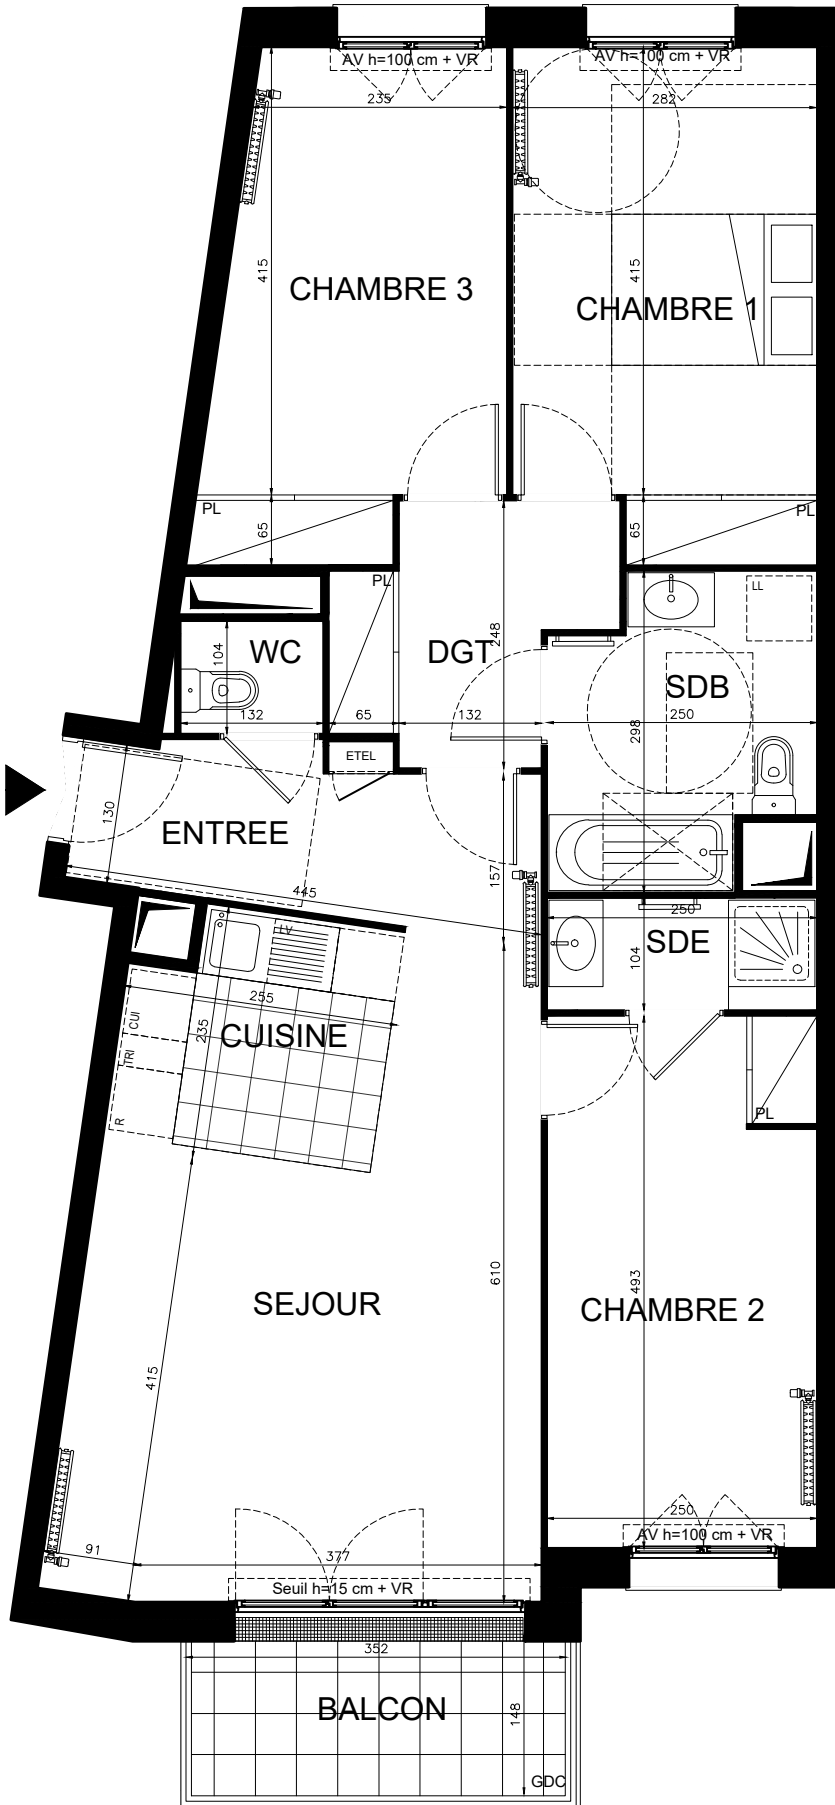 AV h=100 cm + VR
AV h=100 cm + VR
235
282
415
CHAMBRE 3
415
CHAMBRE 1
PL
65
65
PL
PL
LL
104
WC
248
DGT
SDB
132
65
132
298
250
ETEL
130
ENTREE
157
445
LV
250
SDE
104
255
CUI
235
CUISINE
TRI
R
PL
610
493
SEJOUR
CHAMBRE 2
415
250
AV h=100 cm + VR
91
377
Seuil h=15 cm + VR
352
BALCON
148
GDC